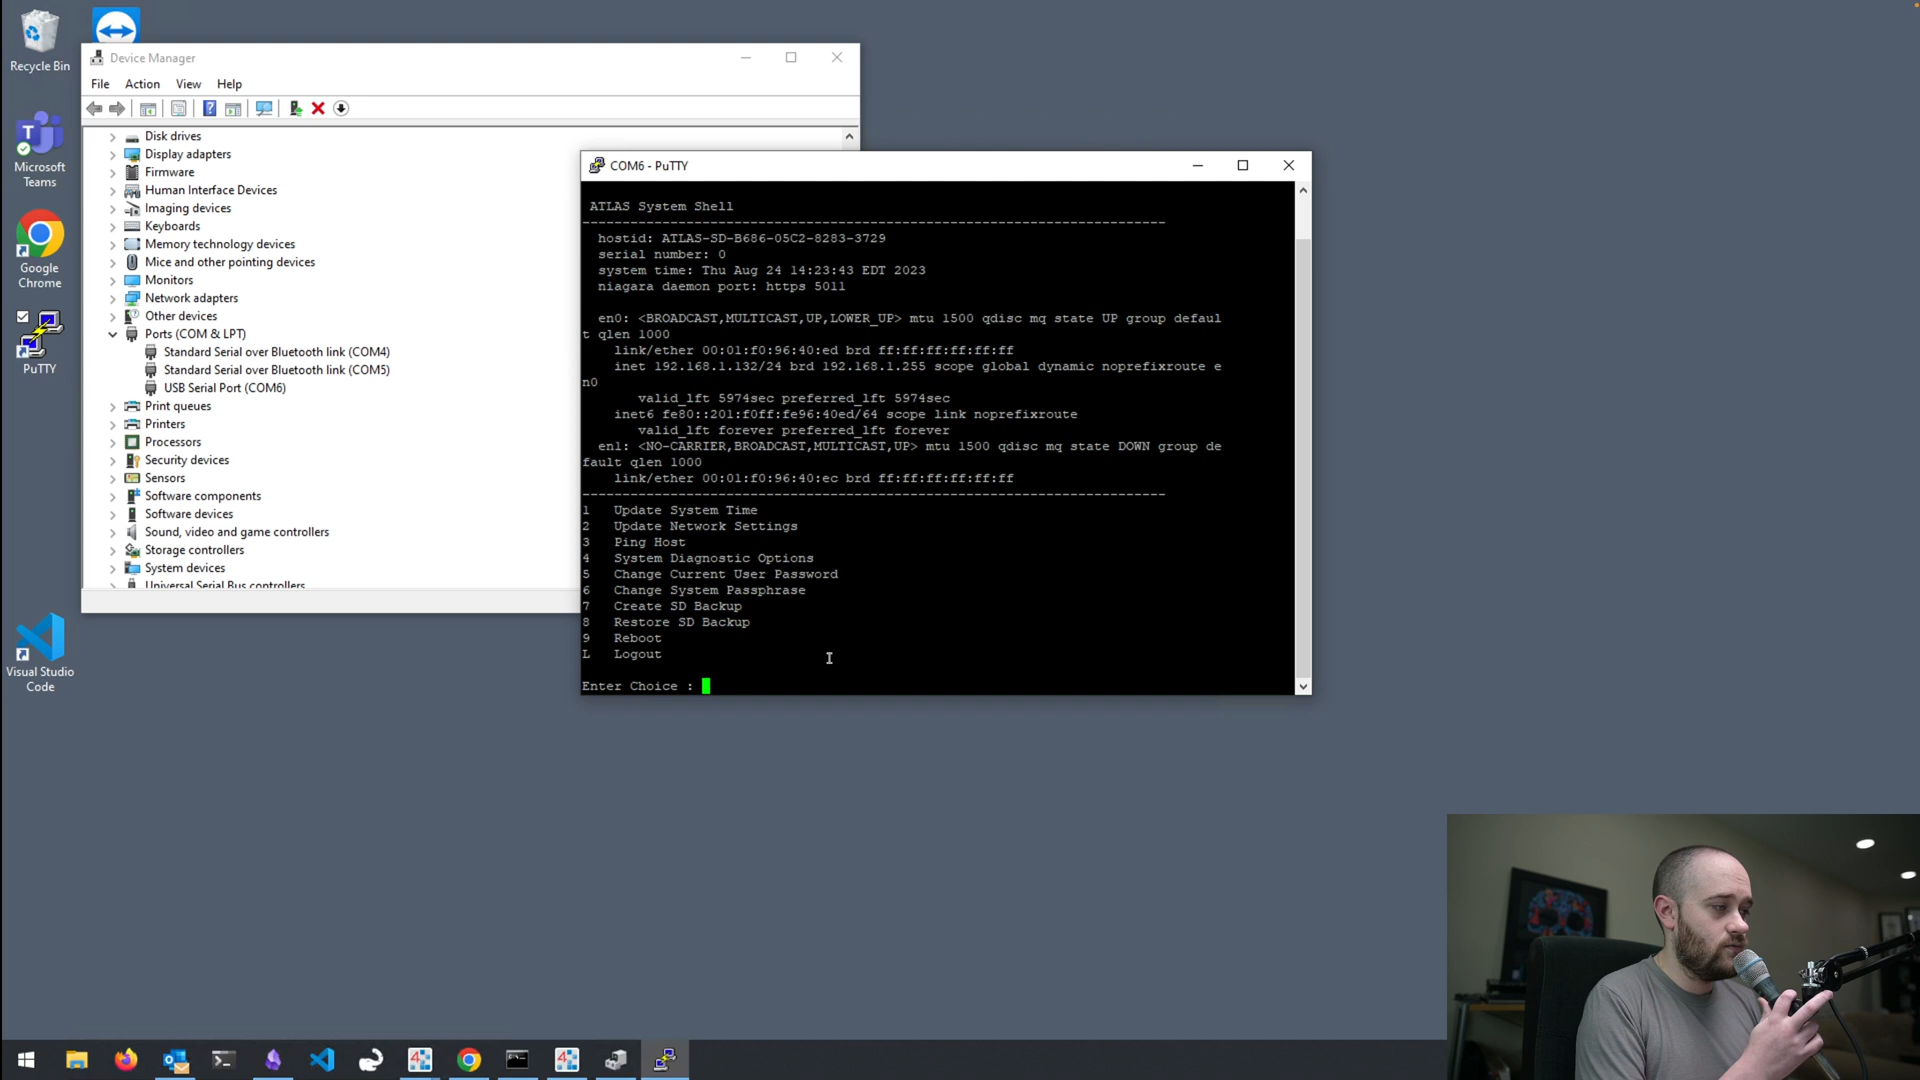 Recycle Bin
Microsoft
Teams
Google
Chrome
PuTTY
Visual Studio
Code
Device Manager
File Action View Help
Disk drives
Display adapters
Firmware
Human Interface Devices
Imaging devices
Keyboards
Memory technology devices
Mice and other pointing devices
Monitors
Network adapters
Other devices
Ports (COM & LPT)
Standard Serial over Bluetooth link (COM4)
Standard Serial over Bluetooth link (COM5)
USB Serial Port (COM6)
Print queues
Printers
Processors
Security devices
Sensors
Software components
Software devices
Sound, video and game controllers
Storage controllers
System devices
Universal Serial Bus controllers
COM6 - PuTTY
ATLAS System Shell
-------------------------------------------------------------------------
hostid: ATLAS-SD-B686-05C2-8283-3729
serial number: 0
system time: Thu Aug 24 14:23:43 EDT 2023
niagara daemon port: https 5011
en0: <BROADCAST,MULTICAST,UP,LOWER_UP> mtu 1500 qdisc mq state UP group defaul
t qlen 1000
link/ether 00:01:f0:96:40:ed brd ff:ff:ff:ff:ff:ff
inet 192.168.1.132/24 brd 192.168.1.255 scope global dynamic noprefixroute e
n0
valid_lft 5974sec preferred_lft 5974sec
inet6 fe80::201:f0ff:fe96:40ed/64 scope link noprefixroute
valid_lft forever preferred_lft forever
en1: <NO-CARRIER,BROADCAST,MULTICAST,UP> mtu 1500 qdisc mq state DOWN group de
fault qlen 1000
link/ether 00:01:f0:96:40:ec brd ff:ff:ff:ff:ff:ff
-------------------------------------------------------------------------
1 Update System Time
2 Update Network Settings
3 Ping Host
4 System Diagnostic Options
5 Change Current User Password
6 Change System Passphrase
7 Create SD Backup
8 Restore SD Backup
9 Reboot
L Logout
Enter Choice :